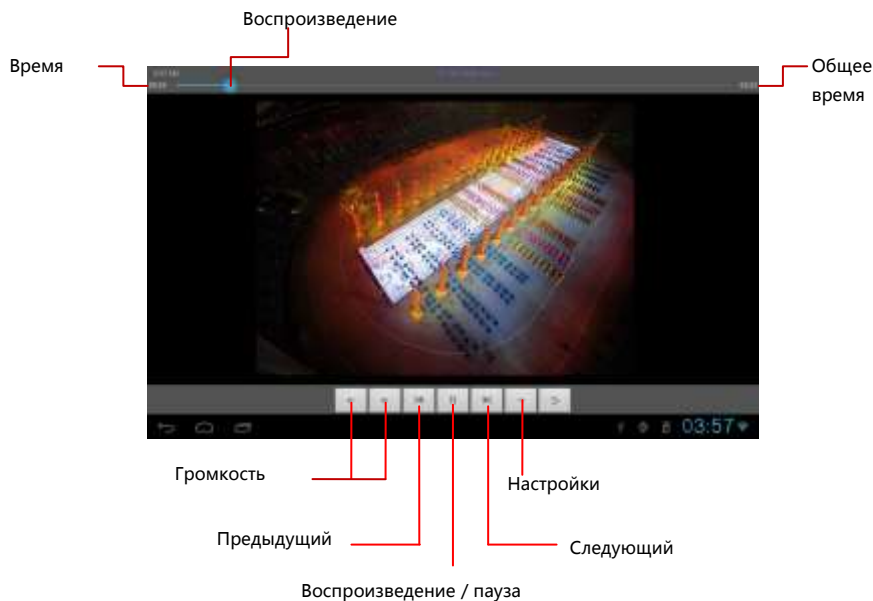 Воспроизведение
Время
Общее
время
03:57
Громкость
Настройки
Предыдущий
Следующий
Воспроизведение / пауза